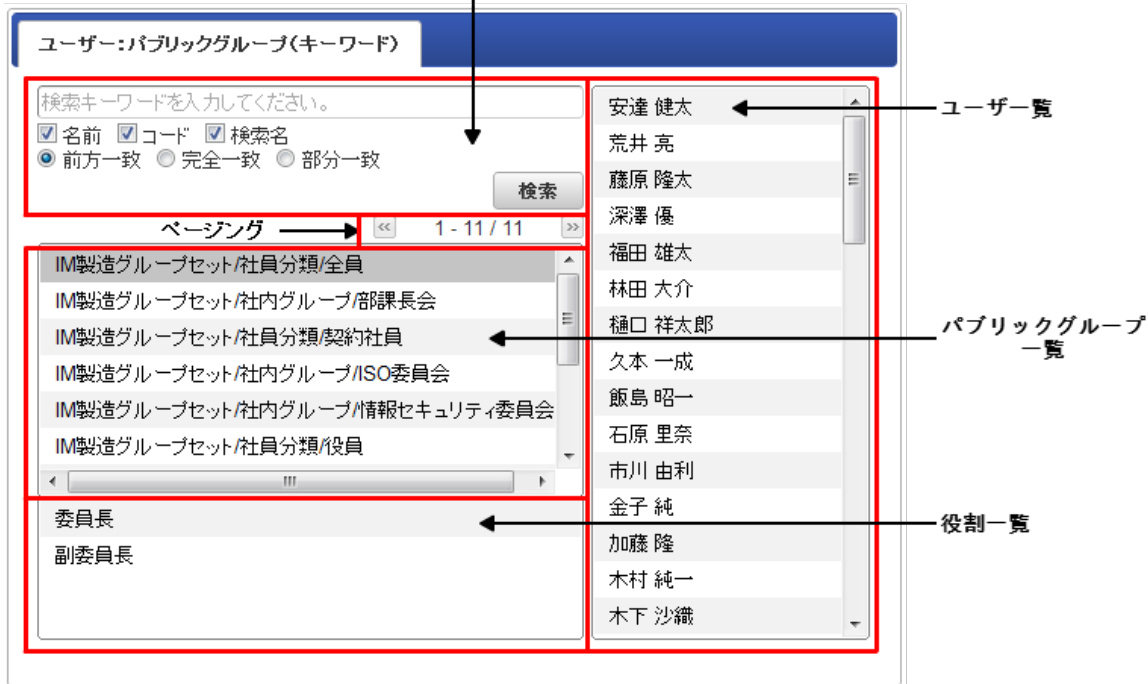 ユーザー:パブリックグループ(キーワード)
検索キーワードを入力してください。
名前 コード 検索名
前方一致 完全一致 部分一致
検索
ページング
1 - 11 / 11
IM製造グループセット/社員分類/全員
IM製造グループセット/社内グループ/部課長会
IM製造グループセット/社員分類/契約社員
IM製造グループセット/社内グループ/ISO委員会
IM製造グループセット/社内グループ/情報セキュリティ委員会
IM製造グループセット/社員分類/役員
委員長
副委員長
安達 健太
荒井 亮
藤原 隆太
深澤 優
福田 雄太
林田 大介
樋口 祥太郎
久本 一成
飯島 昭一
石原 里奈
市川 由利
金子 純
加藤 隆
木村 純一
木下 沙織
ユーザ一覧
パブリックグループ
一覧
役割一覧